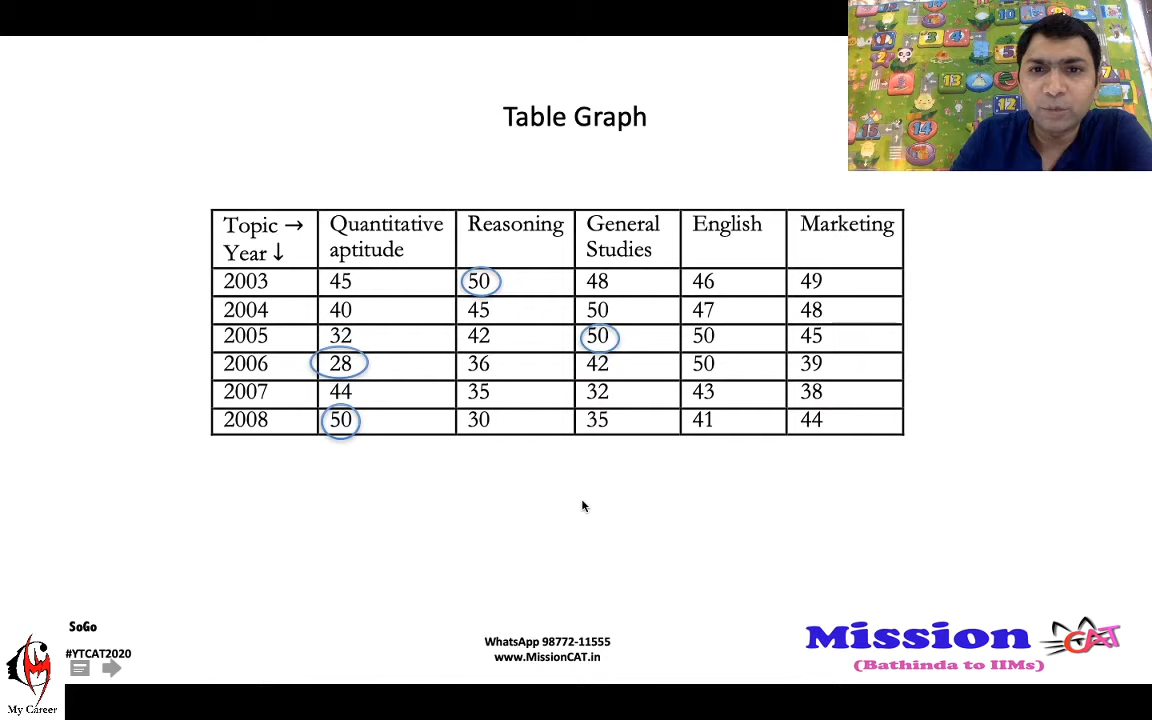 Table Graph
Topic → Quantitative aptitude Reasoning General Studies English Marketing
Year ↓
2003 45 50 48 46 49
2004 40 45 50 47 48
2005 32 42 50 50 45
2006 28 36 42 50 39
2007 44 35 32 43 38
2008 50 30 35 41 44
SoGo
#YTCAT2020
My Career
WhatsApp 98772-11555
www.MissionCAT.in
Mission CAT
(Bathinda to IIMs)